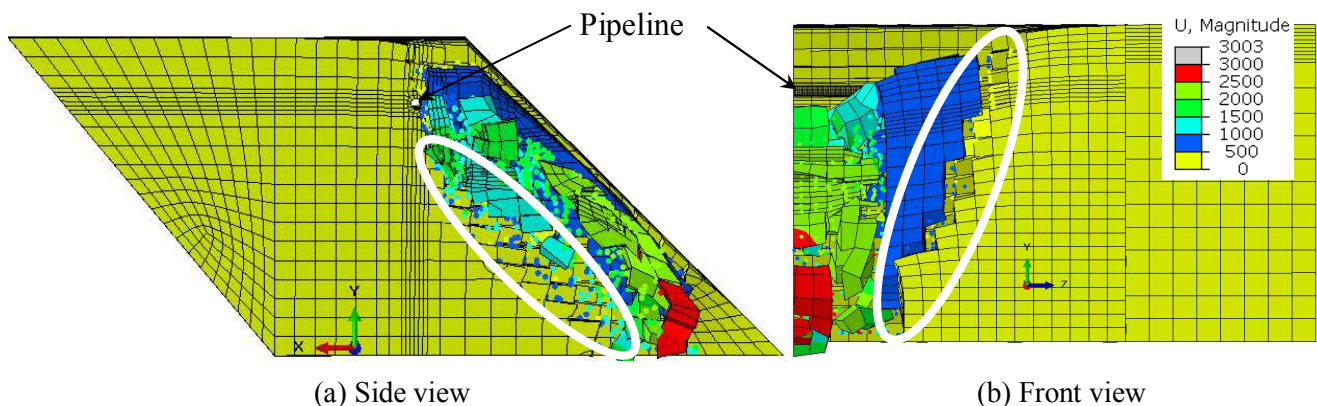 Pipeline
U, Magnitude
3003
3000
2500
2000
1500
1000
500
0
Y
X
Y
Z
(a) Side view
(b) Front view